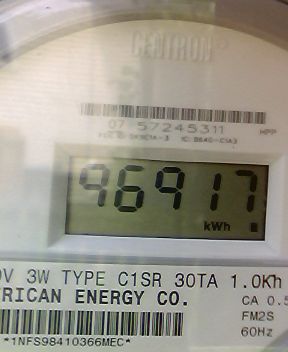 CENTRON
07 57245311
HPP
96917
kWh
V 3W TYPE C1SR 30TA 1.0Kh
RICAN ENERGY CO.
CA 0.5
FM2S
60Hz
*1NFS98410366MEC*